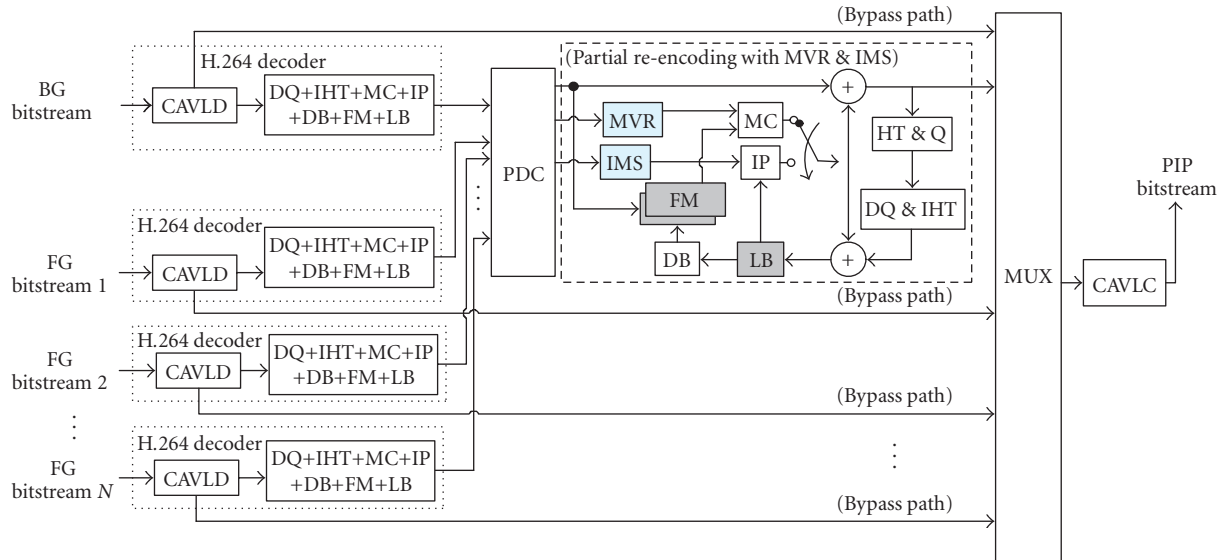 (Bypass path)
H.264 decoder
(Partial re-encoding with MVR & IMS)
BG
bitstream
CAVLD
DQ+IHT+MC+IP
+DB+FM+LB
+
MVR
MC
HT & Q
IMS
IP
PDC
PIP
bitstream
FM
DQ & IHT
H.264 decoder
DQ+IHT+MC+IP
+DB+FM+LB
FG
bitstream 1
CAVLD
DB
LB
+
MUX
CAVLC
(Bypass path)
H.264 decoder
FG
bitstream 2
CAVLD
DQ+IHT+MC+IP
+DB+FM+LB
(Bypass path)
H.264 decoder
FG
bitstream N
CAVLD
DQ+IHT+MC+IP
+DB+FM+LB
(Bypass path)